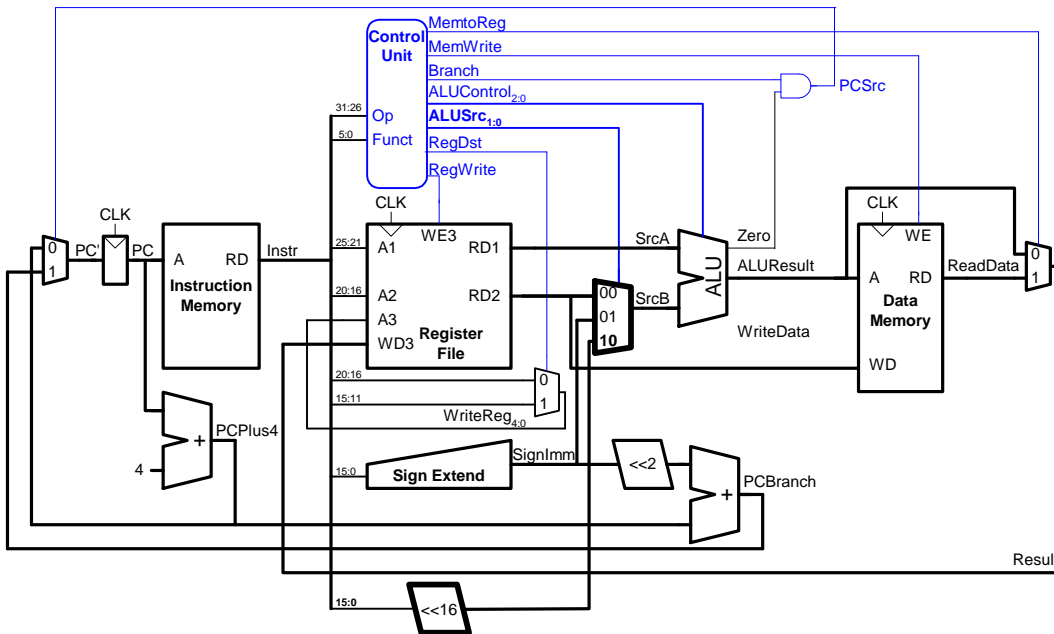 MemtoReg
Control
Unit
MemWrite
Branch
ALUControl2:0
PCSrc
31:26
Op
ALUSrc1:0
5:0
Funct
RegDst
RegWrite
CLK
CLK
CLK
0
1
PC'
PC
A
RD
Instr
Instruction
Memory
25:21
A1
WE3
RD1
SrcA
Zero
WE
0
1
20:16
A2
RD2
00
01
10
SrcB
ALU
ALUResult
A
RD
ReadData
Data
Memory
A3
WD3
Register
File
WriteData
WD
20:16
0
15:11
1
WriteReg4:0
PCPlus4
+
4
SignImm
15:0
Sign Extend
<<2
+
PCBranch
Resul
15:0
<<16